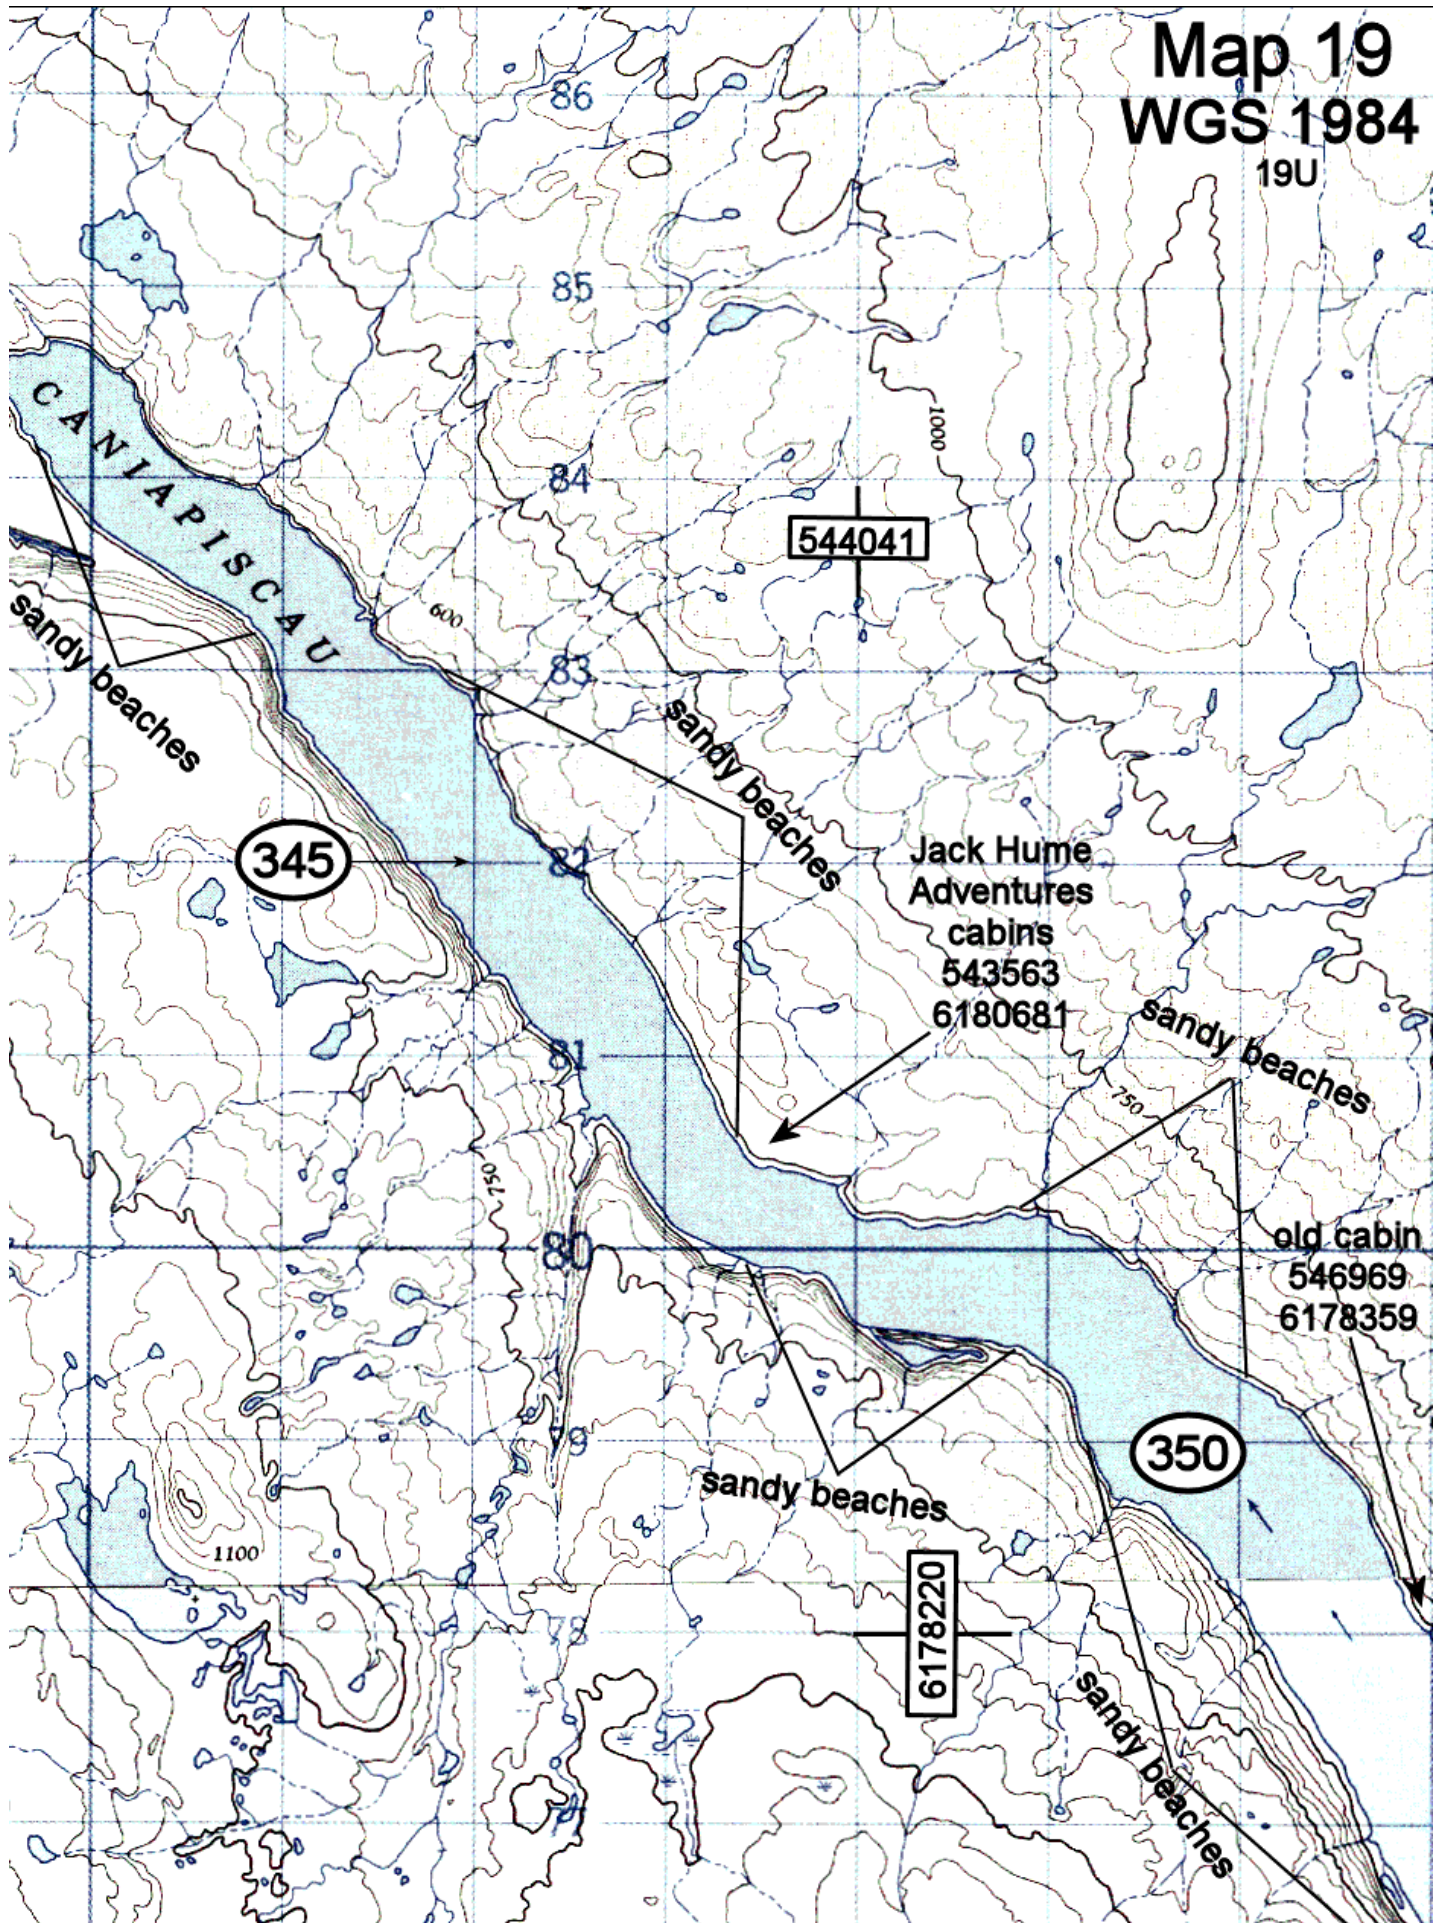 Map 19
WGS 1984
19U
86
85
CANIAPISCAU
1000
84
544041
600
83
sandy beaches
sandy beaches
345
82
Jack Hume
Adventures
cabins
543563
6180681
sandy beaches
81
750
750
80
old cabin
546969
6178359
79
350
sandy beaches
1100
78
6178220
sandy beaches
77